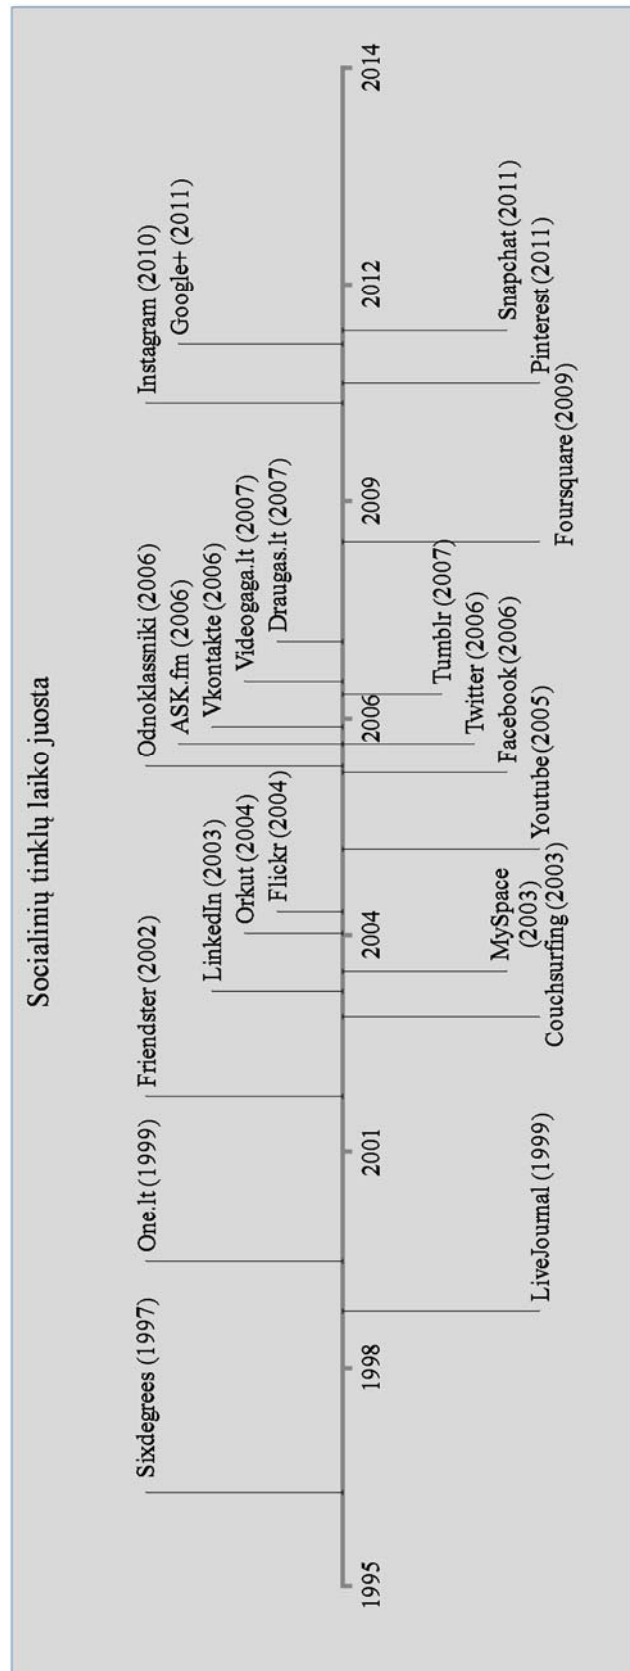 Socialinių tinklų laiko juosta
Sixdegrees (1997)
One.lt (1999)
Friendster (2002)
LinkedIn (2003)
Orkut (2004)
Flickr (2004)
Odnoklassniki (2006)
ASK.fm (2006)
Vkontakte (2006)
Videogaga.lt (2007)
Draugas.lt (2007)
Instagram (2010)
Google+ (2011)
1995
1998
2001
2004
2006
2009
2012
2014
LiveJournal (1999)
Couchsurfing (2003)
MySpace
(2003)
Youtube (2005)
Facebook (2006)
Twitter (2006)
Tumblr (2007)
Foursquare (2009)
Pinterest (2011)
Snapchat (2011)